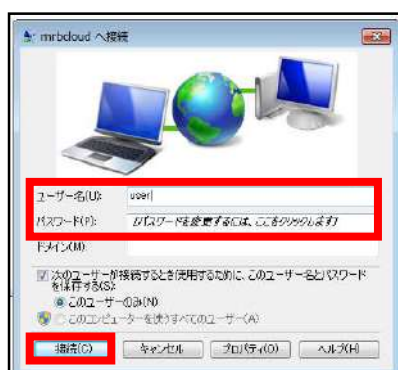 mrbcloud へ接続
ユーザー名(U): user
パスワード(P): [パスワードを変更するには、ここをクリックします]
ドメイン(M):
次のユーザーが接続するとき使用するために、このユーザー名とパスワード
を保存する(S):
このユーザーのみ(N)
このコンピューターを使うすべてのユーザー(A)
接続(C) キャンセル プロパティ(O) ヘルプ(H)